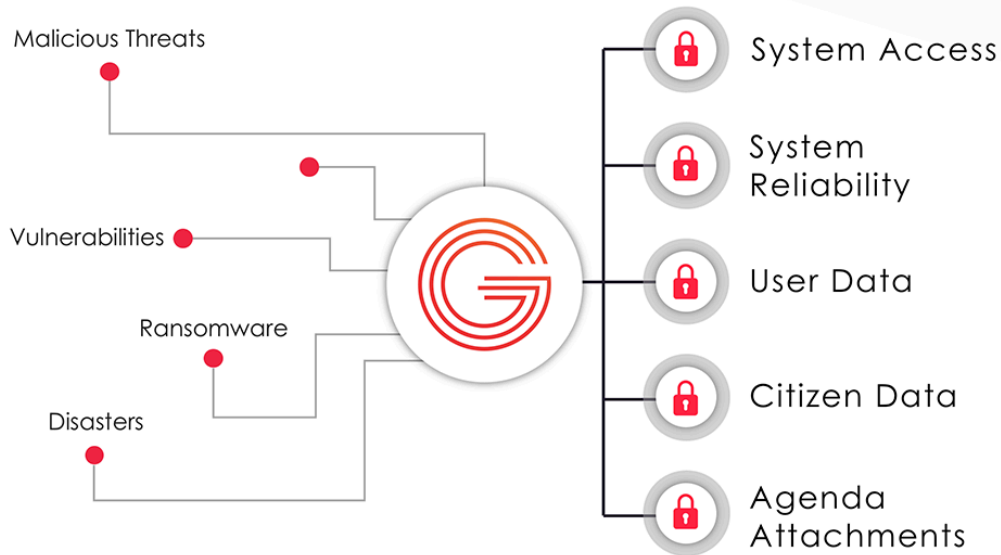 Malicious Threats
Vulnerabilities
Ransomware
Disasters
System Access
System
Reliability
User Data
Citizen Data
Agenda
Attachments